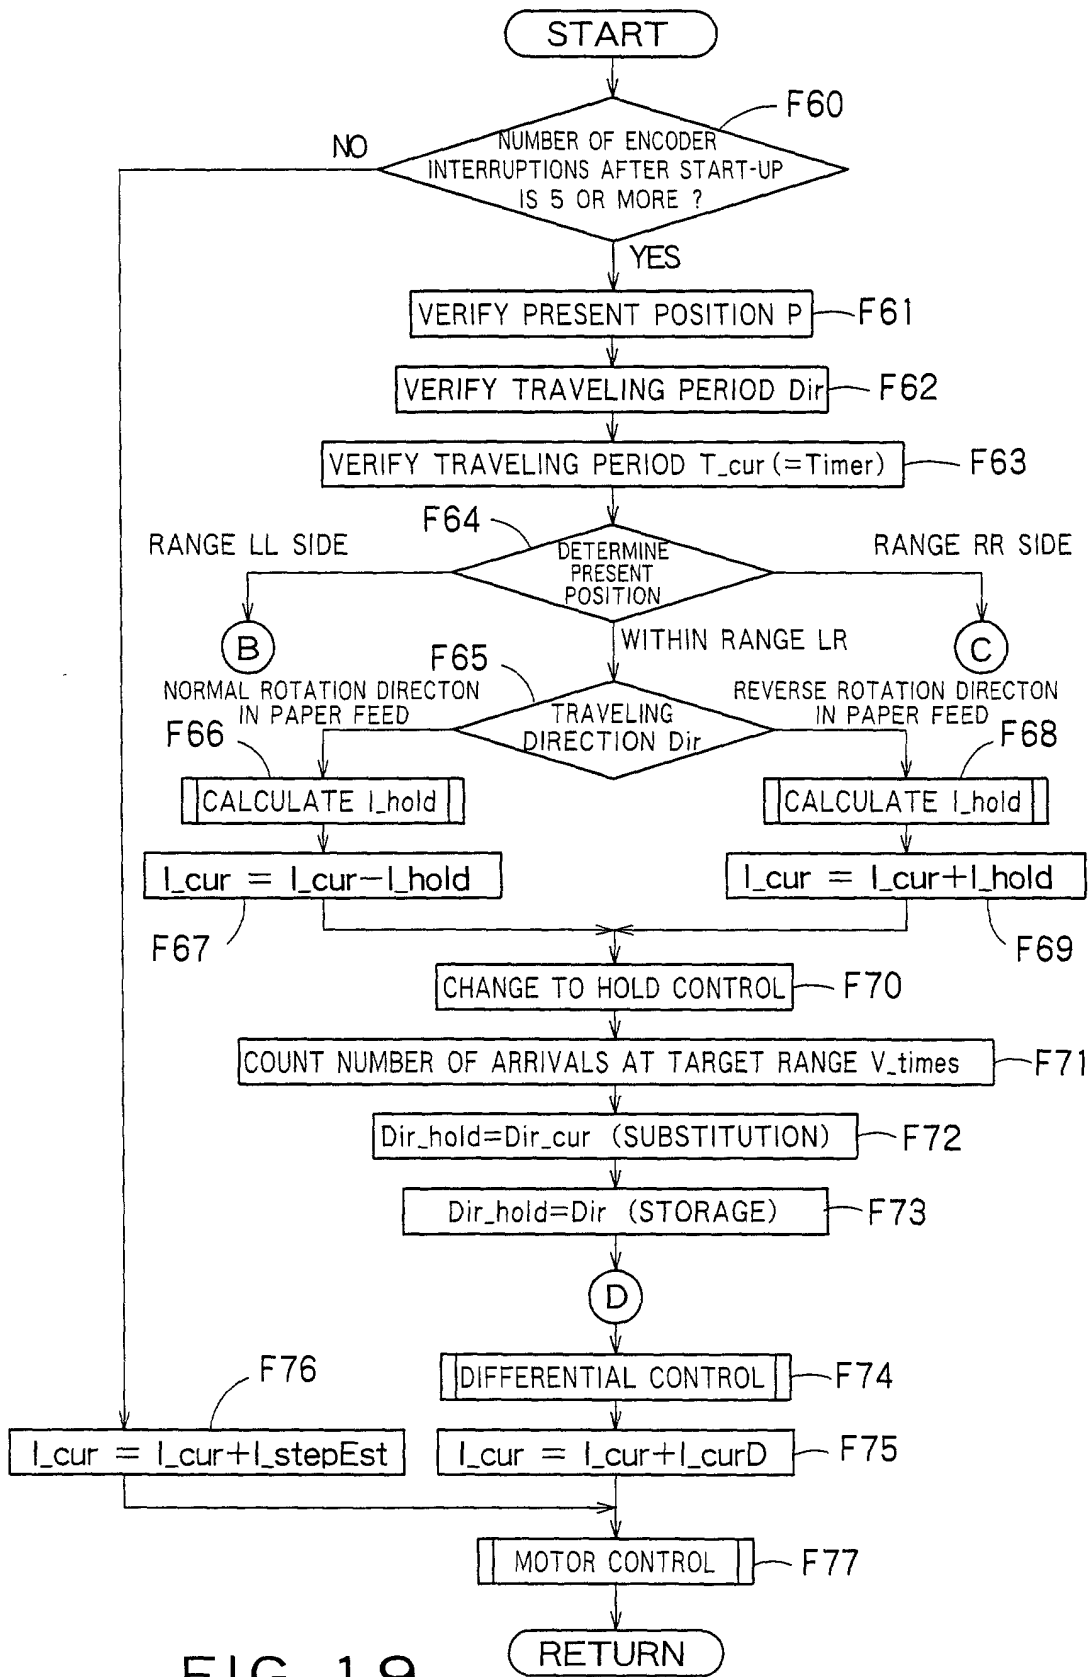 START
F60
NO
NUMBER OF ENCODER
INTERRUPTIONS AFTER START-UP
IS 5 OR MORE ?
YES
VERIFY PRESENT POSITION P
F61
VERIFY TRAVELING PERIOD Dir
F62
VERIFY TRAVELING PERIOD T_cur (=Timer)
F63
F64
RANGE LL SIDE
DETERMINE
PRESENT
POSITION
RANGE RR SIDE
B
WITHIN RANGE LR
C
F65
NORMAL ROTATION DIRECTON
IN PAPER FEED
TRAVELING
DIRECTION Dir
REVERSE ROTATION DIRECTON
IN PAPER FEED
F66
F68
CALCULATE I_hold
CALCULATE I_hold
I_cur = I_cur-I_hold
I_cur = I_cur+I_hold
F67
F69
CHANGE TO HOLD CONTROL
F70
COUNT NUMBER OF ARRIVALS AT TARGET RANGE V_times
F71
Dir_hold=Dir_cur (SUBSTITUTION)
F72
Dir_hold=Dir (STORAGE)
F73
D
DIFFERENTIAL CONTROL
F74
F76
I_cur = I_cur+I_stepEst
I_cur = I_cur+I_curD
F75
MOTOR CONTROL
F77
RETURN
FIG. 19